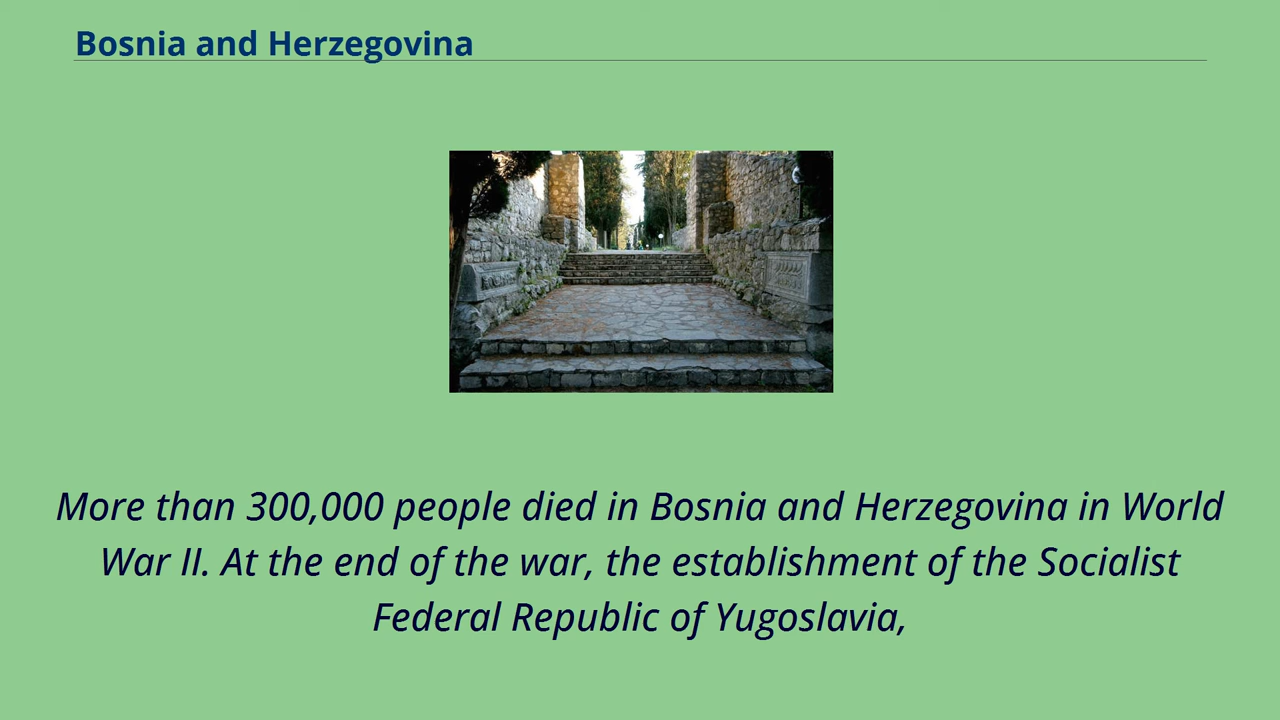 Bosnia and Herzegovina
More than 300,000 people died in Bosnia and Herzegovina in World
War II. At the end of the war, the establishment of the Socialist
Federal Republic of Yugoslavia,